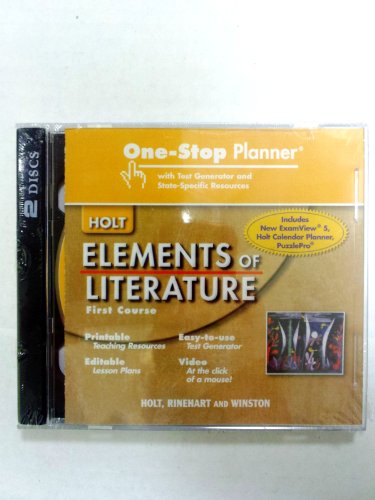 2 DISCS
One-Stop Planner®
with Test Generator and
State-Specific Resources
HOLT
Includes
New ExamView® 5,
Holt Calendar Planner,
PuzzlePro®
ELEMENTS OF
LITERATURE
First Course
Printable
Teaching Resources
Easy-to-use
Test Generator
Editable
Lesson Plans
Video
At the click
of a mouse!
HOLT, RINEHART AND WINSTON